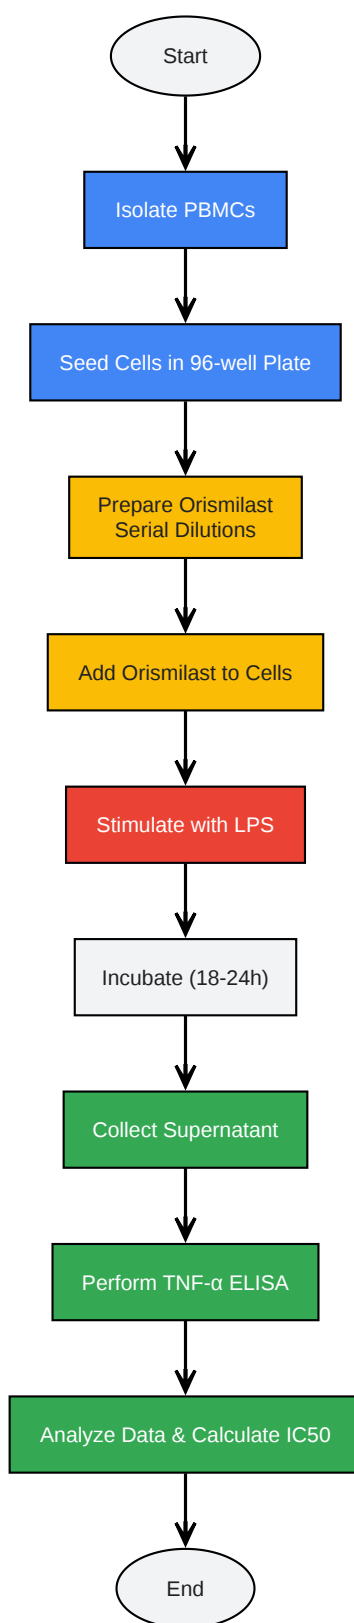 Start
Isolate PBMCs
Seed Cells in 96-well Plate
Prepare Orismilast
Serial Dilutions
Add Orismilast to Cells
Stimulate with LPS
Incubate (18-24h)
Collect Supernatant
Perform TNF-α ELISA
Analyze Data & Calculate IC50
End